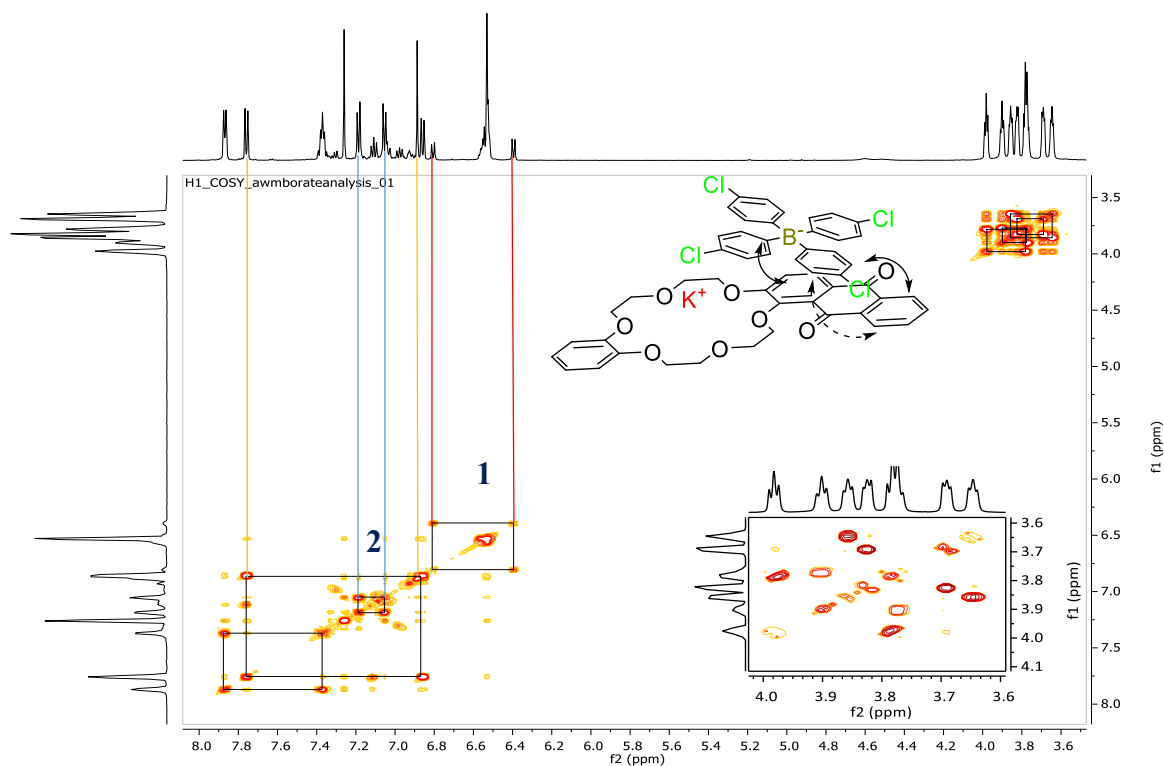 H1_COSY_awmborateanalysis_01
Cl
Cl
B-
Cl
O
O
K+
O
Cl
O
O
O
O
O
1
2
3.5
4.0
4.5
5.0
5.5
6.0
6.5
7.0
7.5
8.0
f1 (ppm)
3.6
3.7
3.8
3.9
4.0
4.1
f1 (ppm)
4.0 3.9 3.8 3.7 3.6
f2 (ppm)
8.0 7.8 7.6 7.4 7.2 7.0 6.8 6.6 6.4 6.2 6.0 5.8 5.6 5.4 5.2 5.0 4.8 4.6 4.4 4.2 4.0 3.8 3.6
f2 (ppm)